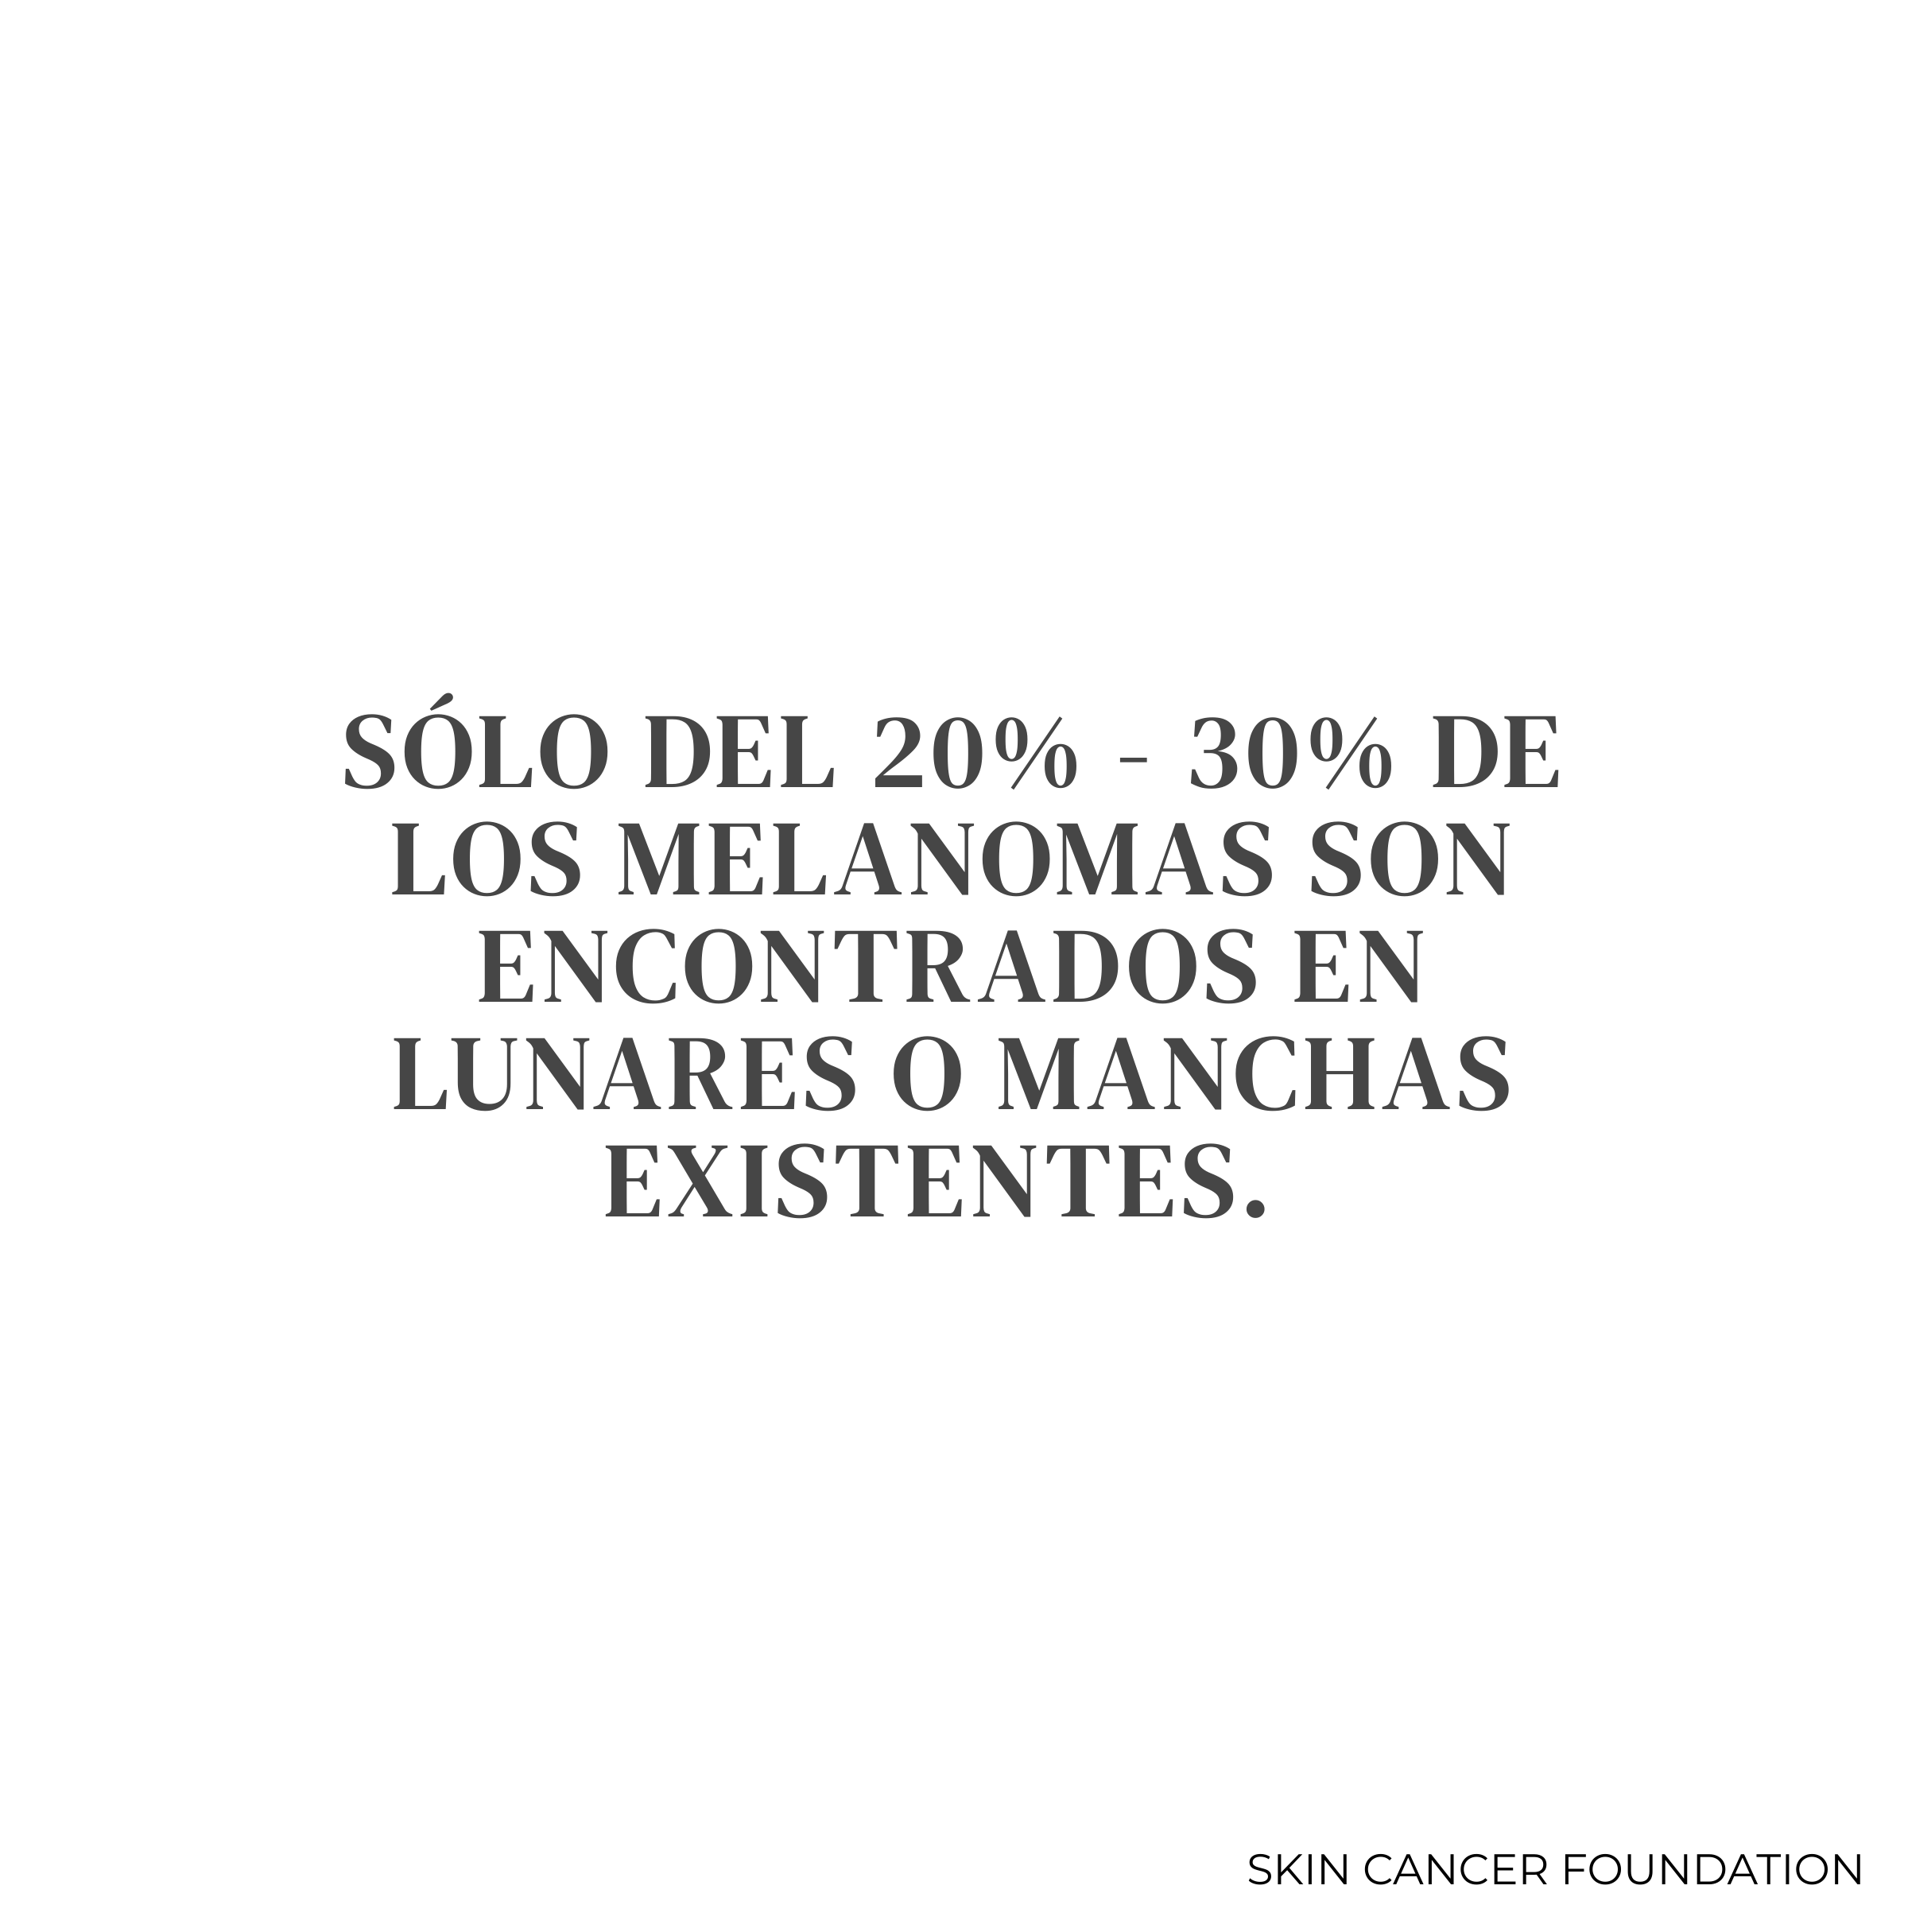 SÓLO DEL 20% - 30% DE
LOS MELANOMAS SON
ENCONTRADOS EN
LUNARES O MANCHAS
EXISTENTES.
SKIN CANCER FOUNDATION